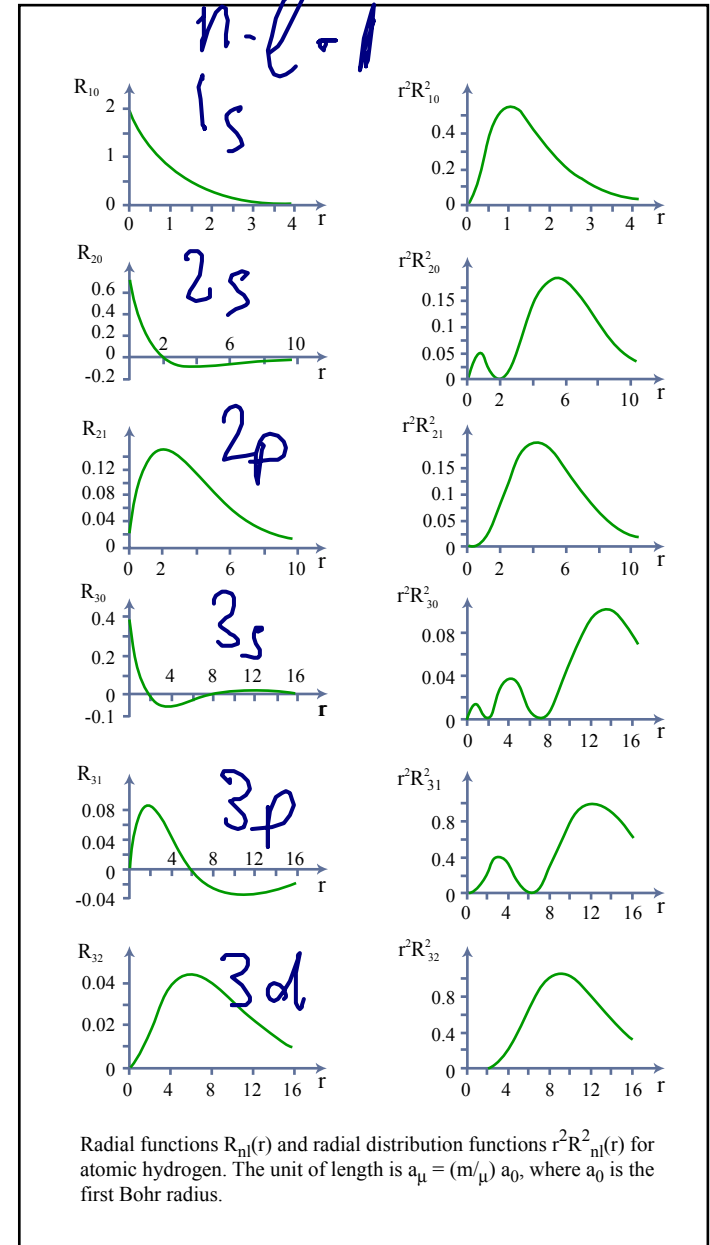 n-l-1
R10
2
1
0
0 1 2 3 4 r
1s
r²R²10
0.4
0.2
0
0 1 2 3 4 r
R20
0.6
0.4
0.2
0
-0.2
2 6 10
r
2s
r²R²20
0.15
0.1
0.05
0
0 2 6 10 r
R21
0.12
0.08
0.04
0
0 2 6 10 r
2p
r²R²21
0.15
0.1
0.05
0
0 2 6 10 r
R30
0.4
0.2
0
-0.1
4 8 12 16
r
3s
r²R²30
0.08
0.04
0
0 4 8 12 16 r
R31
0.08
0.04
0
-0.04
4 8 12 16
r
3p
r²R²31
0.8
0.4
0
0 4 8 12 16 r
R32
0.04
0.02
0
0 4 8 12 16 r
3d
r²R²32
0.8
0.4
0
0 4 8 12 16 r
Radial functions Rnl(r) and radial distribution functions r²R²nl(r) for
atomic hydrogen. The unit of length is aμ = (m/μ) a0, where a0 is the
first Bohr radius.